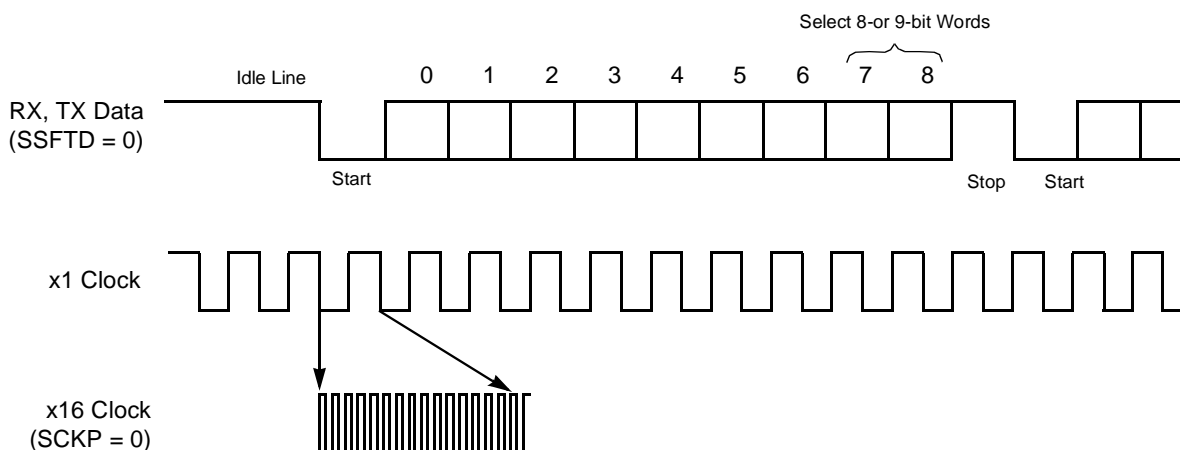 Select 8-or 9-bit Words
Idle Line 0 1 2 3 4 5 6 7 8
RX, TX Data
(SSFTD = 0)
Start Stop Start
x1 Clock
x16 Clock
(SCKP = 0)